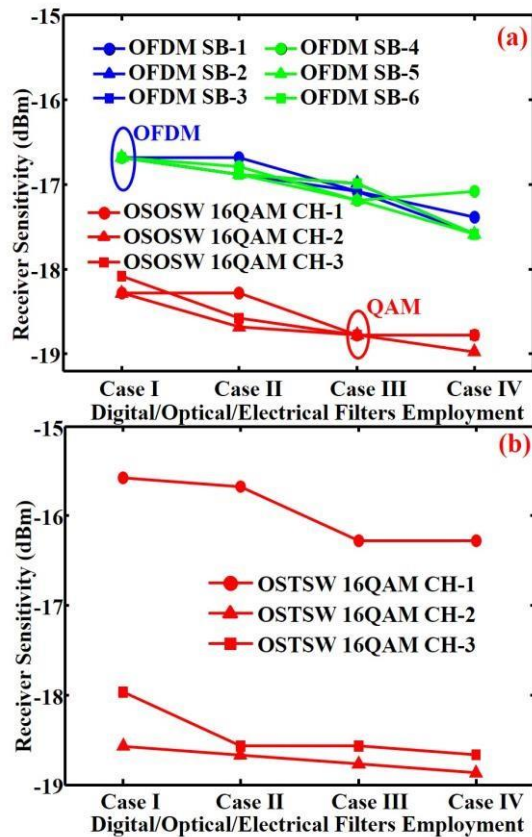 (a)
Receiver Sensitivity (dBm)
-15
-16
-17
-18
-19
OFDM SB-1
OFDM SB-2
OFDM SB-3
OFDM SB-4
OFDM SB-5
OFDM SB-6
OFDM
OSOSW 16QAM CH-1
OSOSW 16QAM CH-2
OSOSW 16QAM CH-3
QAM
Case I
Case II
Case III
Case IV
Digital/Optical/Electrical Filters Employment
(b)
Receiver Sensitivity (dBm)
-15
-16
-17
-18
-19
OSTSW 16QAM CH-1
OSTSW 16QAM CH-2
OSTSW 16QAM CH-3
Case I
Case II
Case III
Case IV
Digital/Optical/Electrical Filters Employment